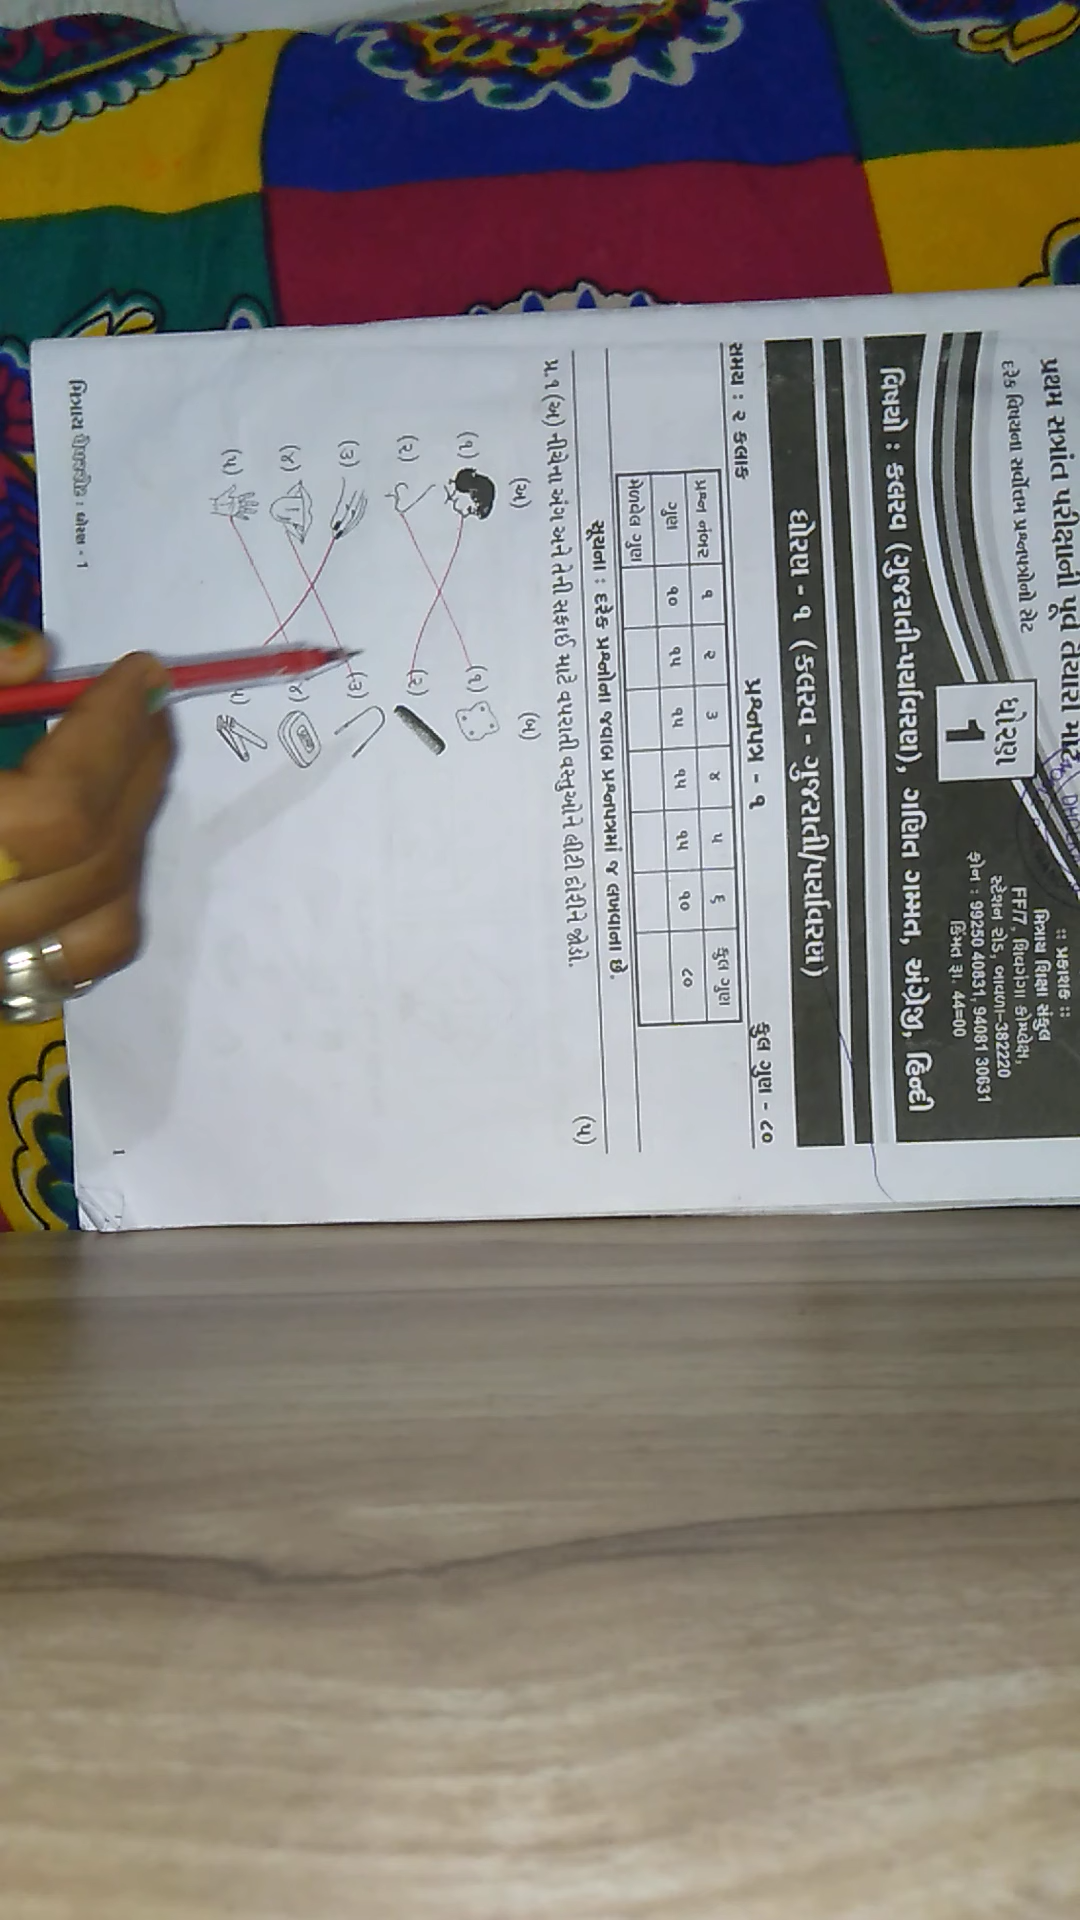 પ્રથમ સત્રાંત પરીક્ષાની પૂર્વ તૈયારી માટે
દરેક વિષયના સર્વોત્તમ પ્રશ્નપત્રોનો સેટ
ધોરણ
1
:: પ્રકાશક ::
મિત્રાય શિક્ષા સંકુલ
FF/7, શિવગંગા કોમ્પ્લેક્ષ,
સ્ટેશન રોડ, બાવળા-382220
ફોન : 99250 40831, 94081 30631
કિંમત રૂા. 44=00
વિષયો : કલરવ (ગુજરાતી-પર્યાવરણ), ગણિત ગમ્મત, અંગ્રેજી, હિન્દી
ધોરણ - ૧ (કલરવ - ગુજરાતી/પર્યાવરણ)
સમય : ૨ કલાક પ્રશ્નપત્ર - ૧ કુલ ગુણ - ૮૦
પ્રશ્ન નંબર ૧ ૨ ૩ ૪ ૫ ૬ કુલ ગુણ
ગુણ ૧૦ ૧૫ ૧૫ ૧૫ ૧૫ ૧૦ ૮૦
મેળવેલ ગુણ
સૂચના : દરેક પ્રશ્નોના જવાબ પ્રશ્નપત્રમાં જ લખવાના છે.
પ્ર.૧ (અ) નીચેના અંગ અને તેની સફાઈ માટે વપરાતી વસ્તુઓને લીટી દોરીને જોડો. (૫)
(અ) (બ)
(૧) (૧)
(૨) (૨)
(૩) (૩)
(૪) (૪)
(૫)
મિત્રાય પેપરસેટ : ધોરણ - 1 1